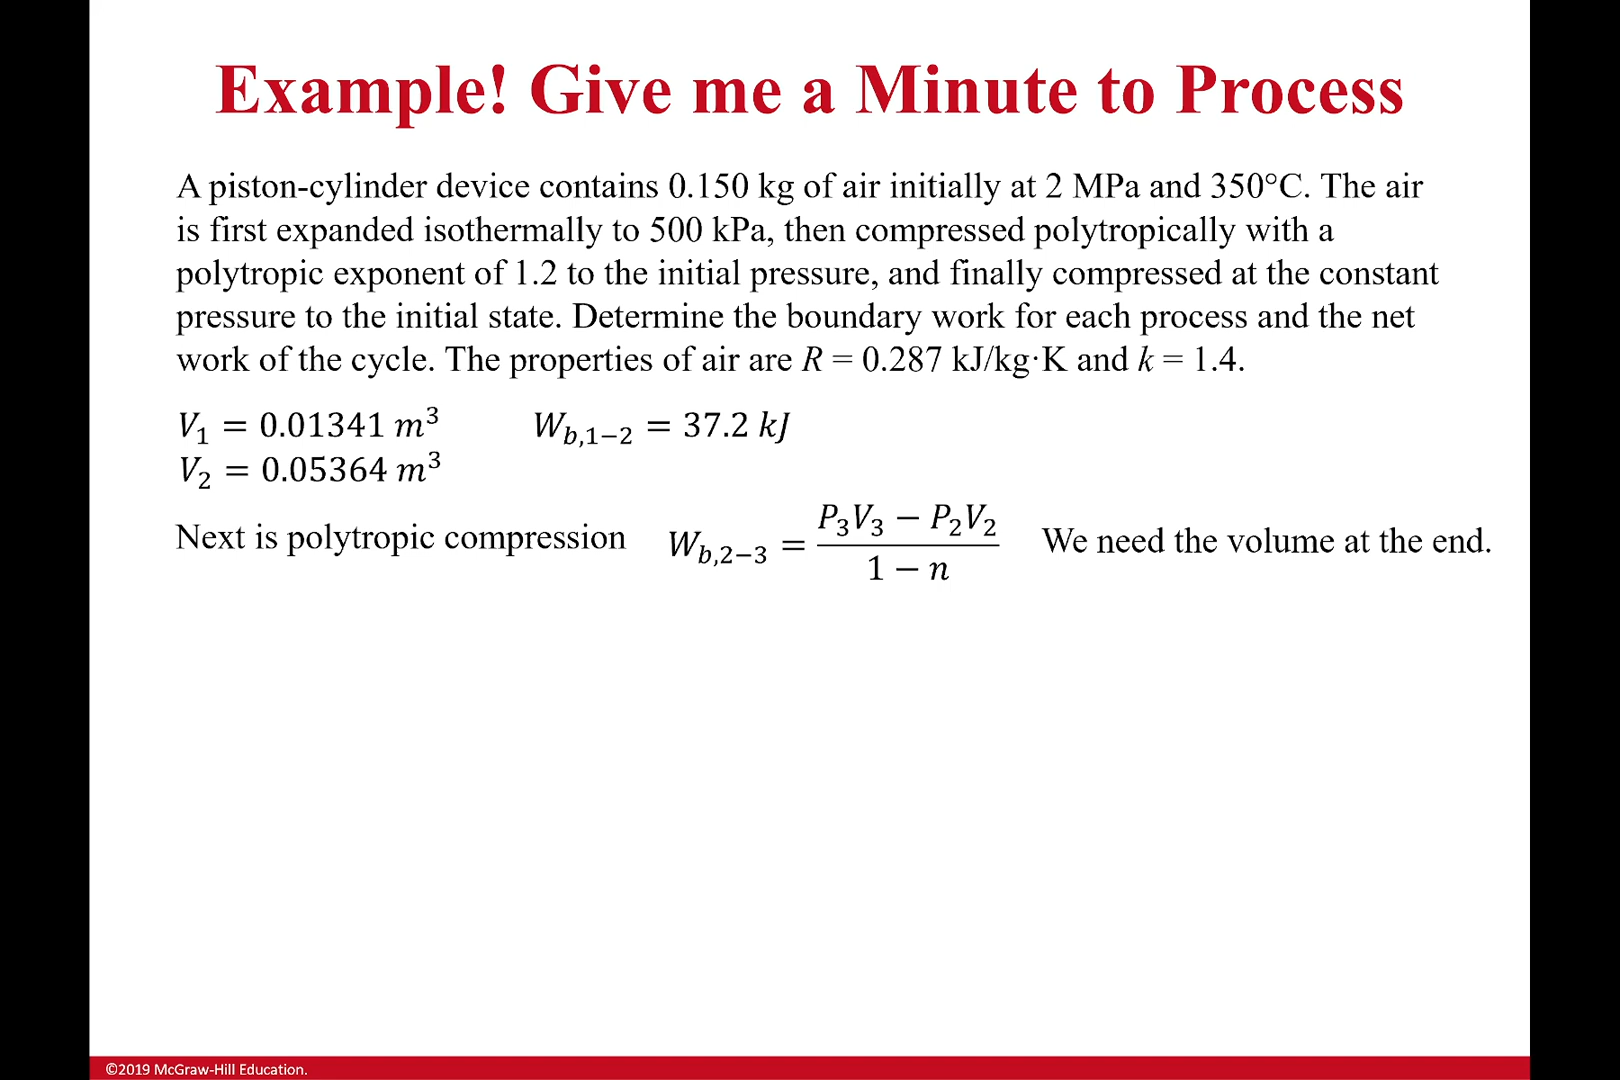 Example! Give me a Minute to Process
A piston-cylinder device contains 0.150 kg of air initially at 2 MPa and 350°C. The air
is first expanded isothermally to 500 kPa, then compressed polytropically with a
polytropic exponent of 1.2 to the initial pressure, and finally compressed at the constant
pressure to the initial state. Determine the boundary work for each process and the net
work of the cycle. The properties of air are R = 0.287 kJ/kg·K and k = 1.4.
V₁ = 0.01341 m³ W_{b,1−2} = 37.2 kJ
V₂ = 0.05364 m³
Next is polytropic compression W_{b,2−3} = (P₃V₃ − P₂V₂)/(1 − n) We need the volume at the end.
©2019 McGraw-Hill Education.